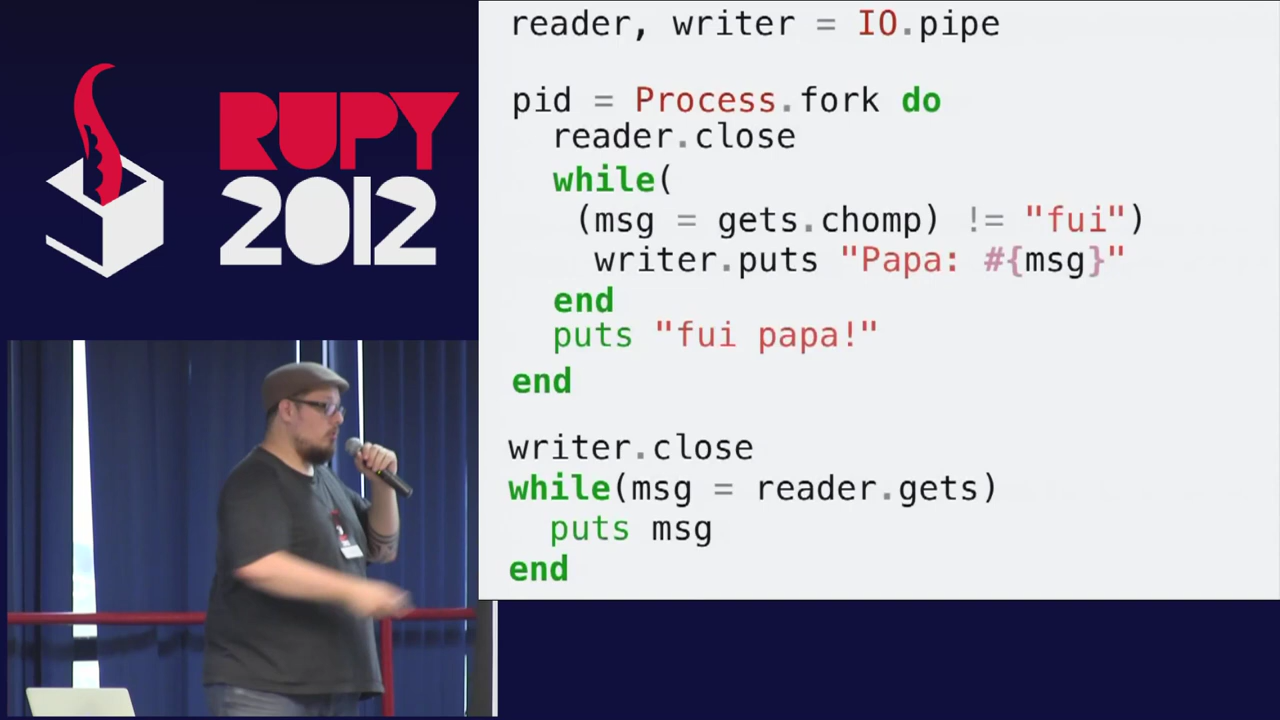 RUPY
2012
reader, writer = IO.pipe
pid = Process.fork do
reader.close
while(
(msg = gets.chomp) != "fui")
writer.puts "Papa: #{msg}"
end
puts "fui papa!"
end
writer.close
while(msg = reader.gets)
puts msg
end